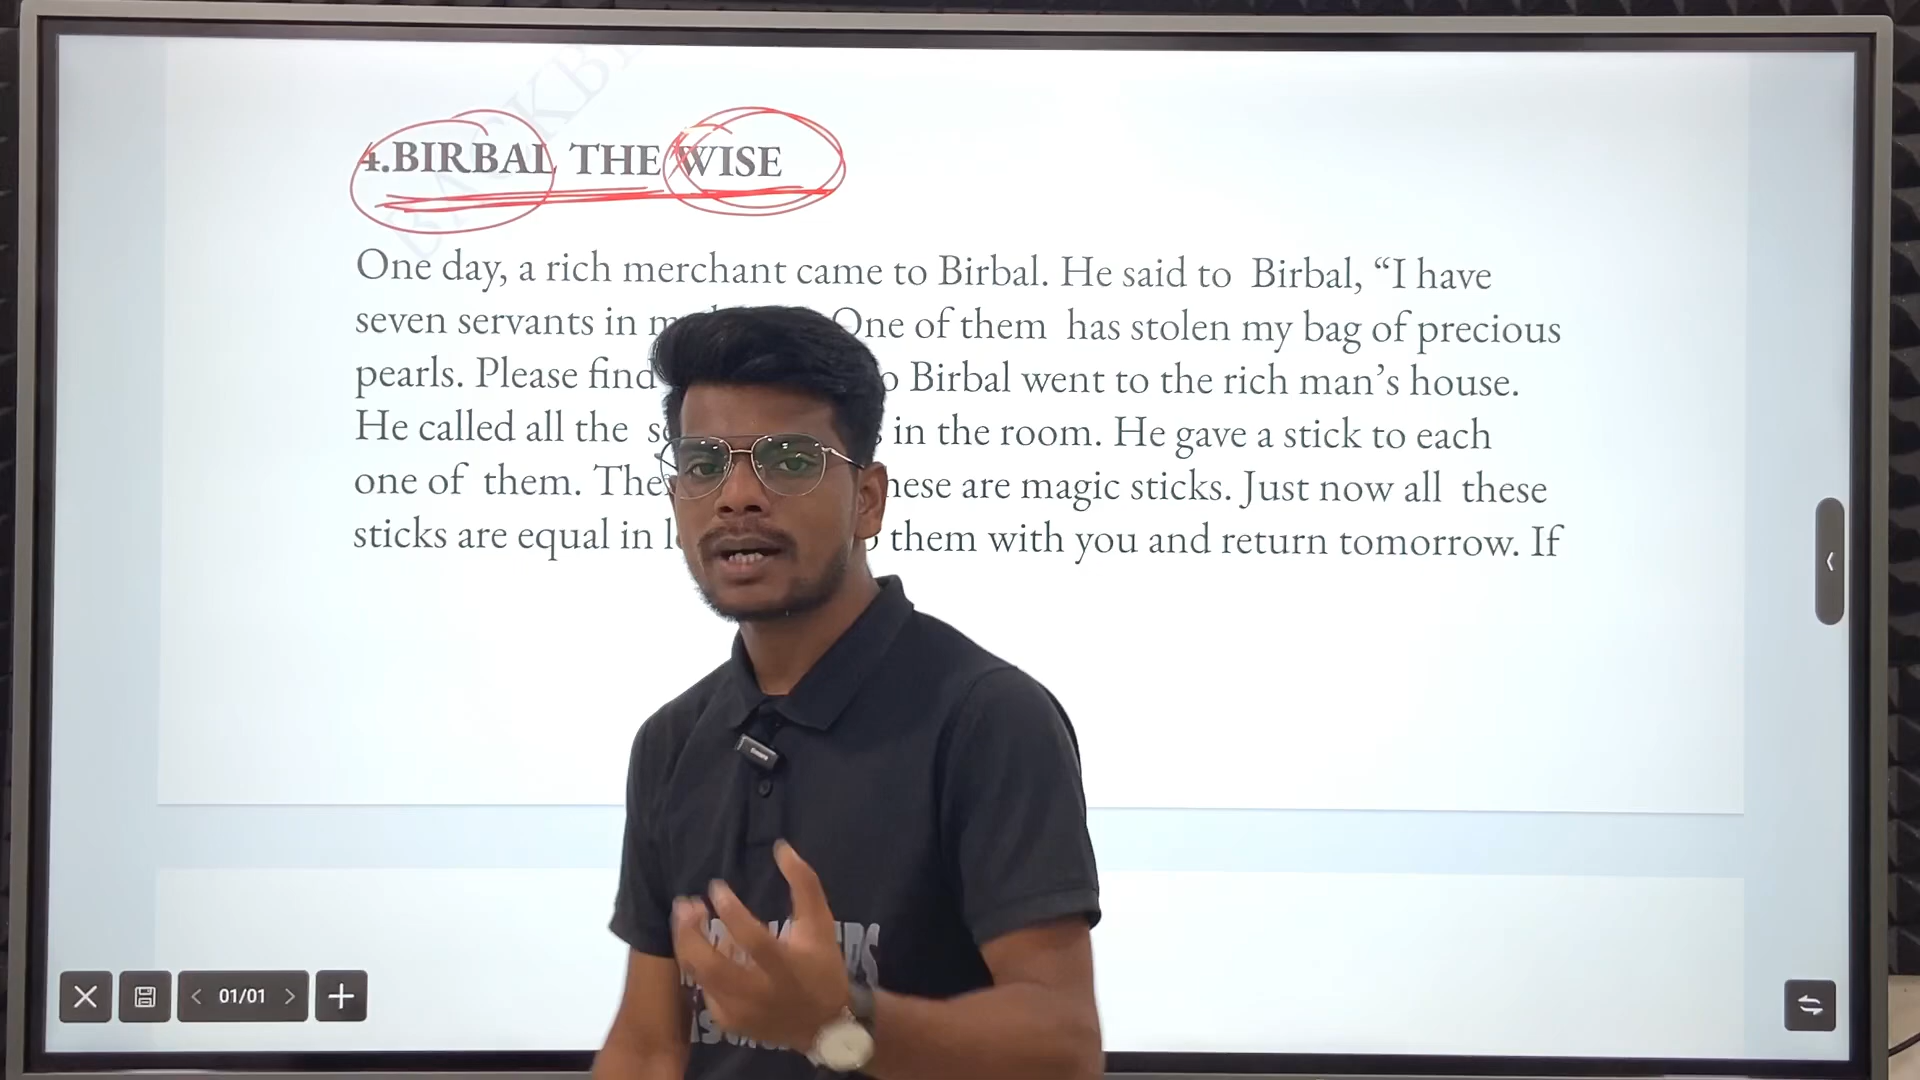 4.BIRBAL THE WISE
One day, a rich merchant came to Birbal. He said to Birbal, “I have
seven servants in One of them has stolen my bag of precious
pearls. Please find Birbal went to the rich man’s house.
He called all the in the room. He gave a stick to each
one of them. are magic sticks. Just now all these
sticks are equal in them with you and return tomorrow. If
01/01